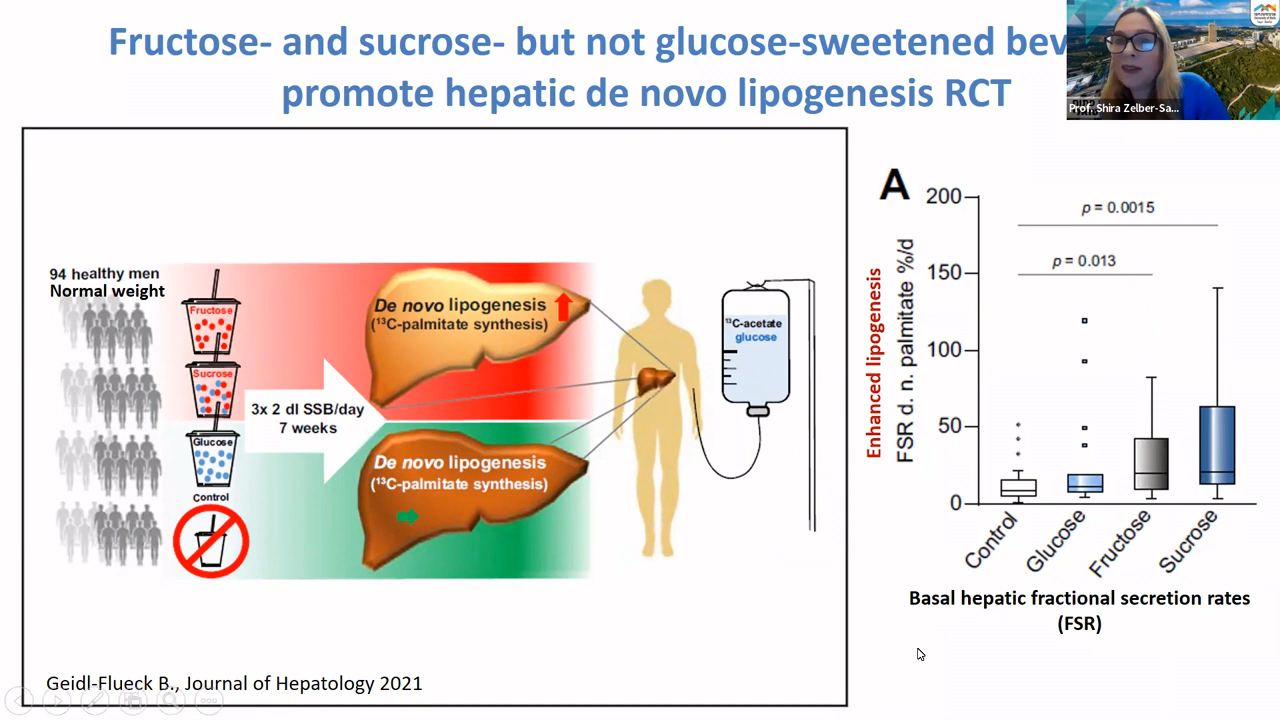 Fructose- and sucrose- but not glucose-sweetened bev
promote hepatic de novo lipogenesis RCT
Prof. Shira Zelber-Sa...
94 healthy men
Normal weight
Fructose
Sucrose
Glucose
Control
3x 2 dl SSB/day
7 weeks
De novo lipogenesis
(¹³C-palmitate synthesis)
De novo lipogenesis
(¹³C-palmitate synthesis)
¹³C-acetate
glucose
A
Enhanced lipogenesis
FSR d. n. palmitate %/d
200
150
100
50
0
p = 0.0015
p = 0.013
Control
Glucose
Fructose
Sucrose
Basal hepatic fractional secretion rates
(FSR)
Geidl-Flueck B., Journal of Hepatology 2021